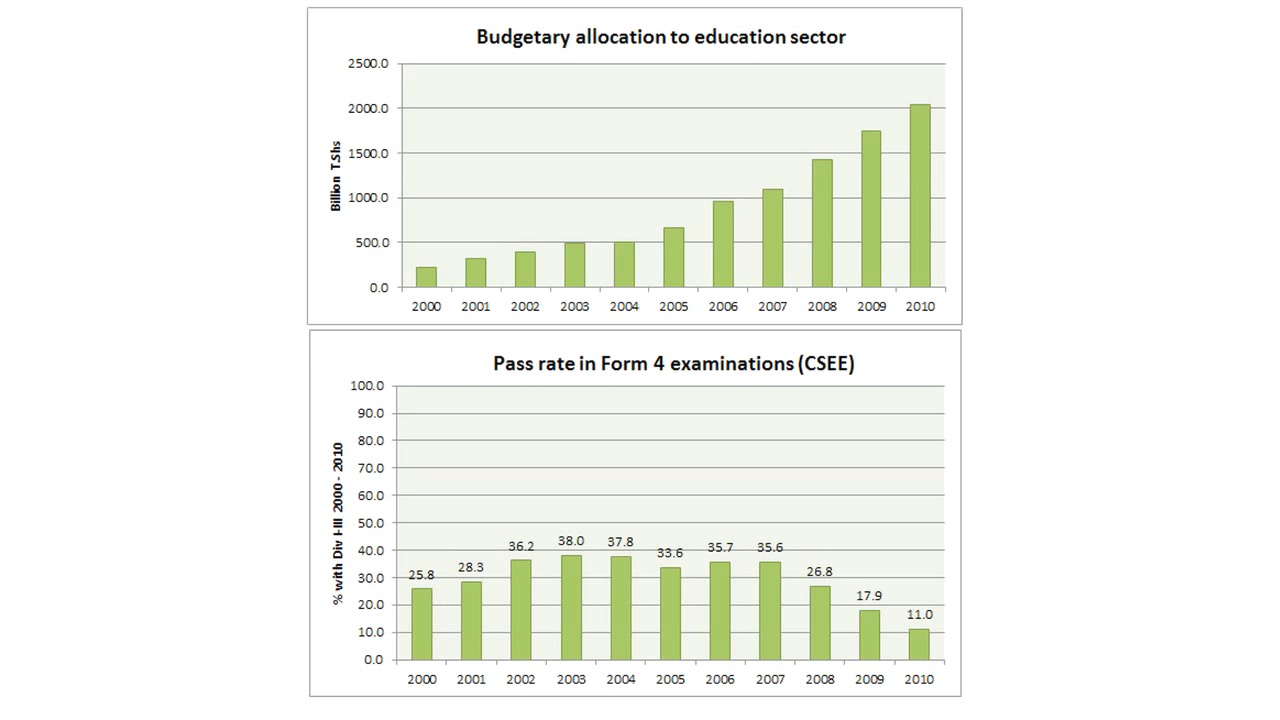 Budgetary allocation to education sector
Billion T.Shs
2500.0
2000.0
1500.0
1000.0
500.0
0.0
2000 2001 2002 2003 2004 2005 2006 2007 2008 2009 2010
Pass rate in Form 4 examinations (CSEE)
% with Div I-III 2000 - 2010
100.0
90.0
80.0
70.0
60.0
50.0
40.0
30.0
20.0
10.0
0.0
25.8 28.3 36.2 38.0 37.8 33.6 35.7 35.6 26.8 17.9 11.0
2000 2001 2002 2003 2004 2005 2006 2007 2008 2009 2010